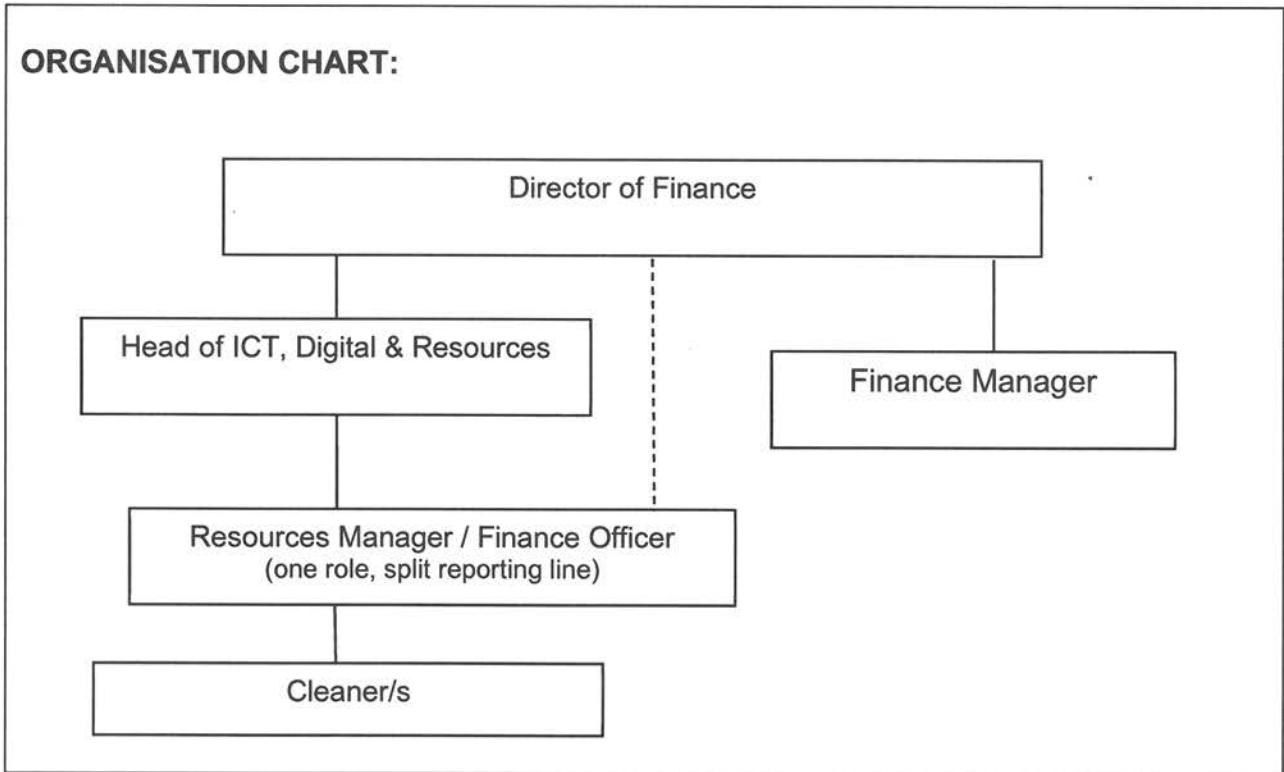 ORGANISATION CHART:
Director of Finance
Head of ICT, Digital & Resources
Finance Manager
Resources Manager / Finance Officer
(one role, split reporting line)
Cleaner/s